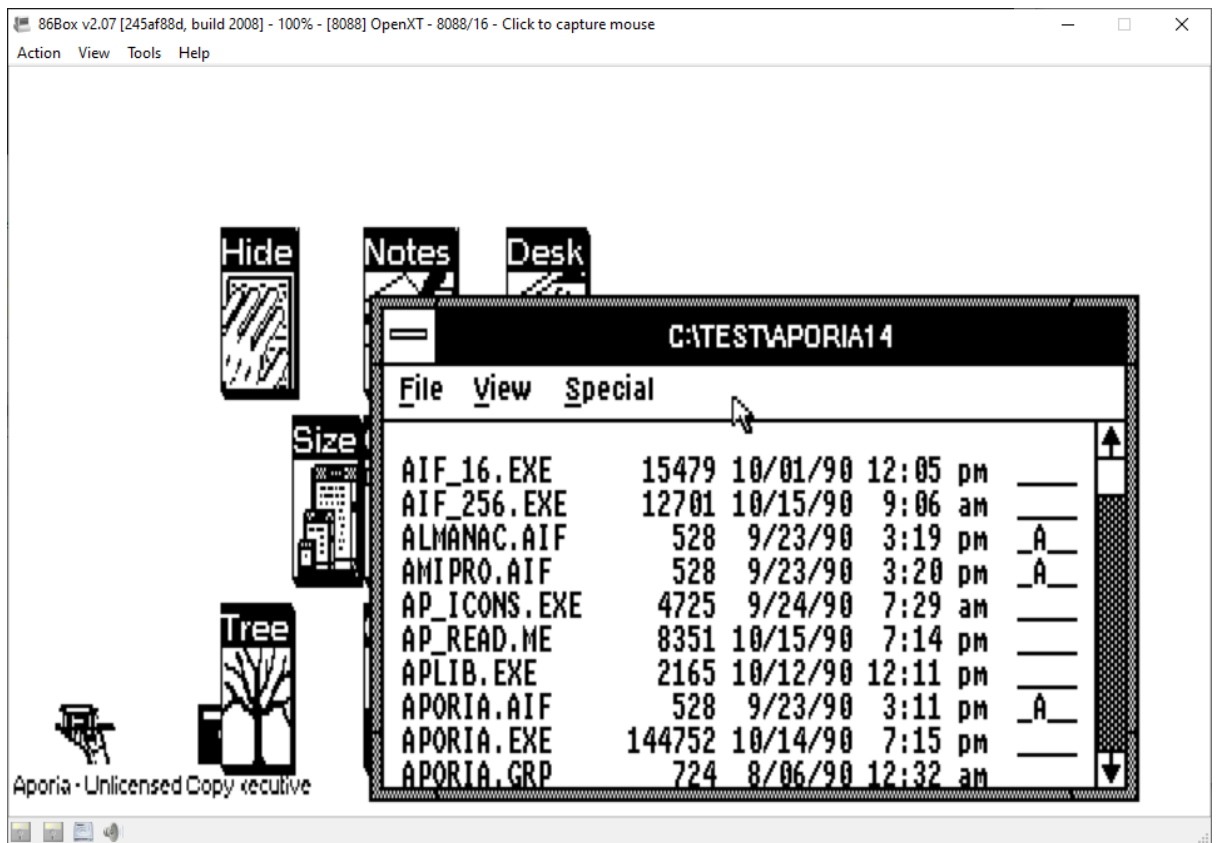 86Box v2.07 [245af88d, build 2008] - 100% - [8088] OpenXT - 8088/16 - Click to capture mouse
Action View Tools Help
Hide Notes Desk
C:\TEST\APORIA14
File View Special
Size
AIF_16.EXE 15479 10/01/90 12:05 pm ____
AIF_256.EXE 12701 10/15/90 9:06 am ____
ALMANAC.AIF 528 9/23/90 3:19 pm _A__
AMIPRO.AIF 528 9/23/90 3:20 pm _A__
AP_ICONS.EXE 4725 9/24/90 7:29 am ____
Tree
AP_READ.ME 8351 10/15/90 7:14 pm ____
APLIB.EXE 2165 10/12/90 12:11 pm ____
APORIA.AIF 528 9/23/90 3:11 pm _A__
APORIA.EXE 144752 10/14/90 7:15 pm ____
APORIA.GRP 724 8/06/90 12:32 am
Aporia - Unlicensed Copy xecutive